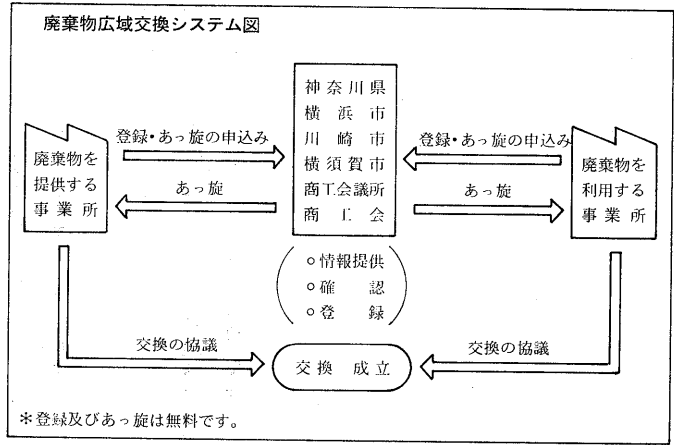 廃棄物広域交換システム図
神奈川県
横浜市
川崎市
横須賀市
商工会議所
商工会
登録・あっ旋の申込み
登録・あっ旋の申込み
廃棄物を
提供する
事業所
あっ旋
あっ旋
廃棄物を
利用する
事業所
○情報提供
○確認
○登録
交換の協議
交換の協議
交換 成立
＊登録及びあっ旋は無料です。